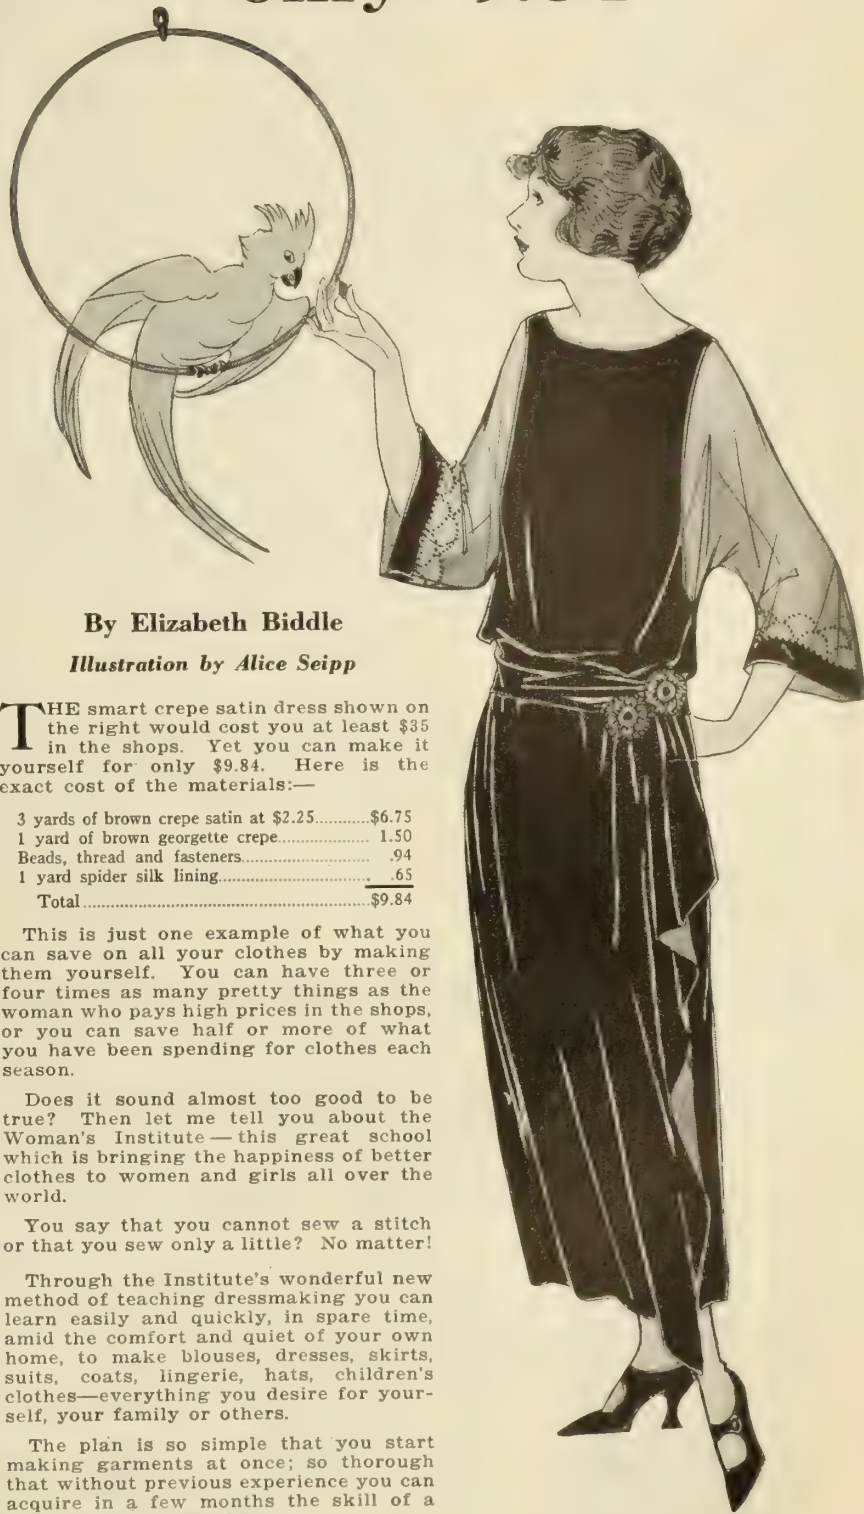 By Elizabeth Biddle
Illustration by Alice Seipp
THE smart crepe satin dress shown on
the right would cost you at least $35
in the shops. Yet you can make it
yourself for only $9.84. Here is the
exact cost of the materials:—
3 yards of brown crepe satin at $2.25...........$6.75
1 yard of brown georgette crepe................... 1.50
Beads, thread and fasteners........................... .94
1 yard spider silk lining................................ .65
Total....................................................................$9.84
This is just one example of what you
can save on all your clothes by making
them yourself. You can have three or
four times as many pretty things as the
woman who pays high prices in the shops,
or you can save half or more of what
you have been spending for clothes each
season.
Does it sound almost too good to be
true? Then let me tell you about the
Woman's Institute—this great school
which is bringing the happiness of better
clothes to women and girls all over the
world.
You say that you cannot sew a stitch
or that you sew only a little? No matter!
Through the Institute's wonderful new
method of teaching dressmaking you can
learn easily and quickly, in spare time,
amid the comfort and quiet of your own
home, to make blouses, dresses, skirts,
suits, coats, lingerie, hats, children's
clothes—everything you desire for your-
self, your family or others.
The plan is so simple that you start
making garments at once; so thorough
that without previous experience you can
acquire in a few months the skill of a